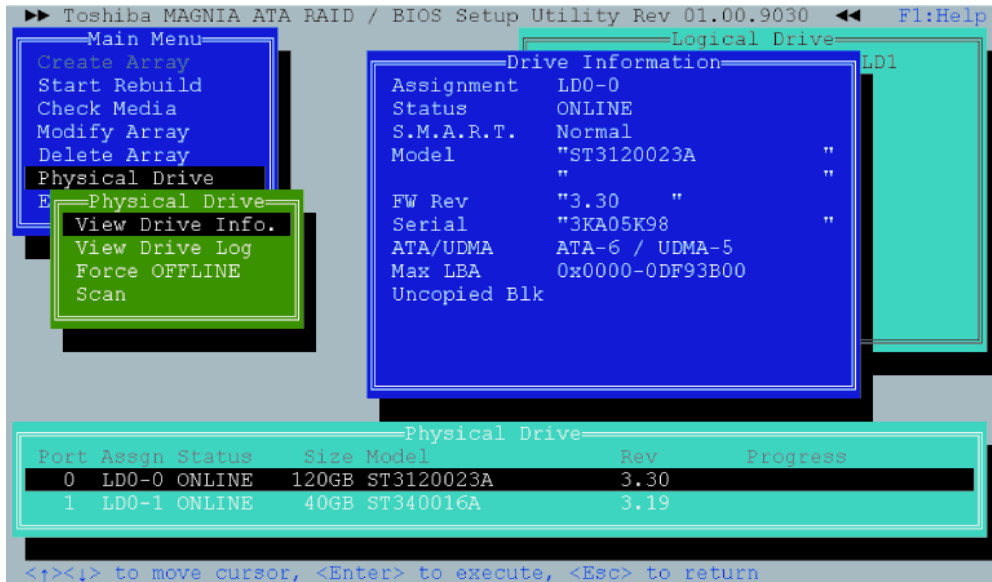 ►► Toshiba MAGNIA ATA RAID / BIOS Setup Utility Rev 01.00.9030 ◄◄ F1:Help
Main Menu
Create Array
Start Rebuild
Check Media
Modify Array
Delete Array
Physical Drive
E
Physical Drive
View Drive Info.
View Drive Log
Force OFFLINE
Scan
Logical Drive
LD1
Drive Information
Assignment LD0-0
Status ONLINE
S.M.A.R.T. Normal
Model "ST3120023A "
" "
FW Rev "3.30 "
Serial "3KA05K98 "
ATA/UDMA ATA-6 / UDMA-5
Max LBA 0x0000-0DF93B00
Uncopied Blk
Physical Drive
Port Assgn Status Size Model Rev Progress
0 LD0-0 ONLINE 120GB ST3120023A 3.30
1 LD0-1 ONLINE 40GB ST340016A 3.19
<↑><↓> to move cursor, <Enter> to execute, <Esc> to return